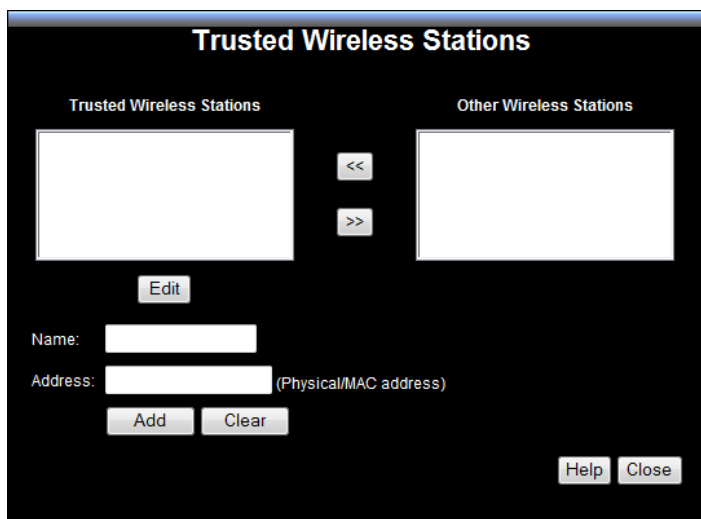 Trusted Wireless Stations
Trusted Wireless Stations
Other Wireless Stations
<<
>>
Edit
Name:
Address:
(Physical/MAC address)
Add
Clear
Help
Close